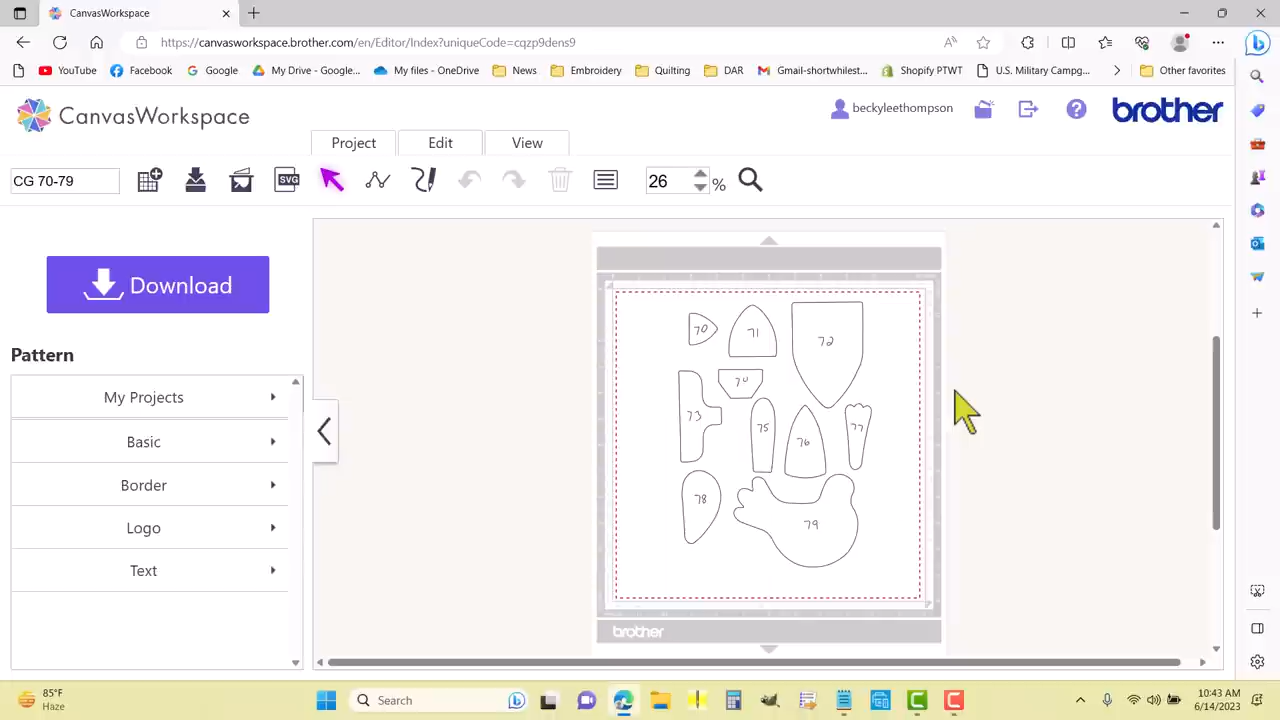 CanvasWorkspace
https://canvasworkspace.brother.com/en/Editor/Index?uniqueCode=cqzp9dens9
YouTube
Facebook
Google
My Drive - Google...
My files - OneDrive
News
Embroidery
Quilting
DAR
Gmail-shortwhilest...
Shopify PTWT
U.S. Military Campg...
Other favorites
CanvasWorkspace
beckyleethompson
brother
Project
Edit
View
CG 70-79
SVG
26
%
Download
Pattern
My Projects
Basic
Border
Logo
Text
70
71
72
73
74
75
76
77
78
79
brother
85°F
Haze
Search
10:43 AM
6/14/2023